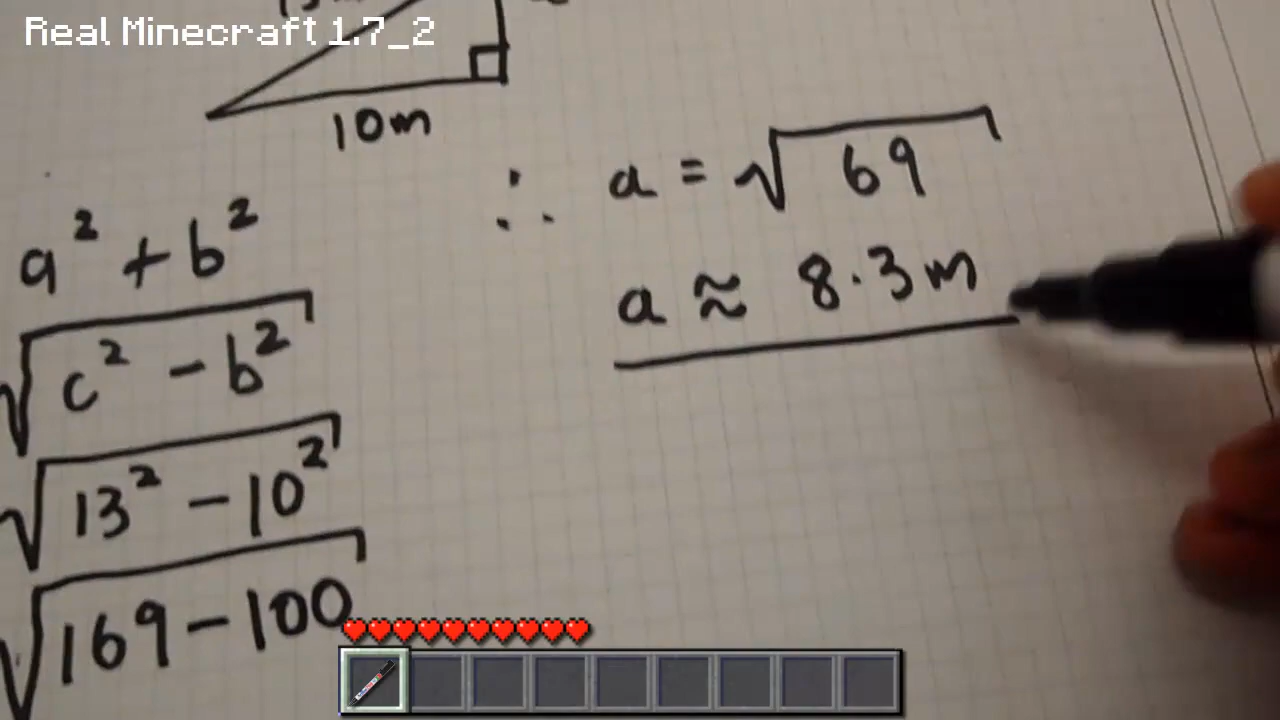 Real Minecraft 1.7_2
10m
a² + b²
√c² - b²
√13² - 10²
√169 - 100
∴ a = √69
a ≈ 8.3m